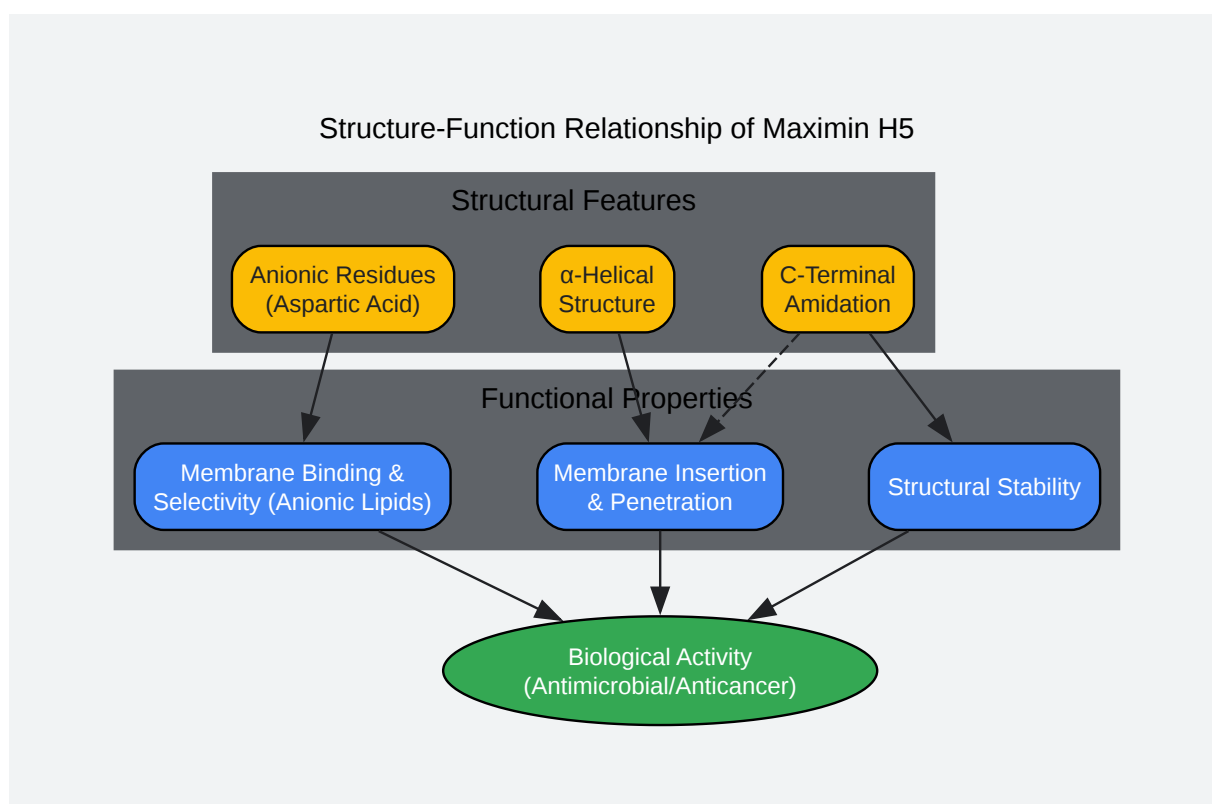 Structure-Function Relationship of Maximin H5
Structural Features
Anionic Residues
(Aspartic Acid)
α-Helical
Structure
C-Terminal
Amidation
Functional Properties
Membrane Binding &
Selectivity (Anionic Lipids)
Membrane Insertion
& Penetration
Structural Stability
Biological Activity
(Antimicrobial/Anticancer)